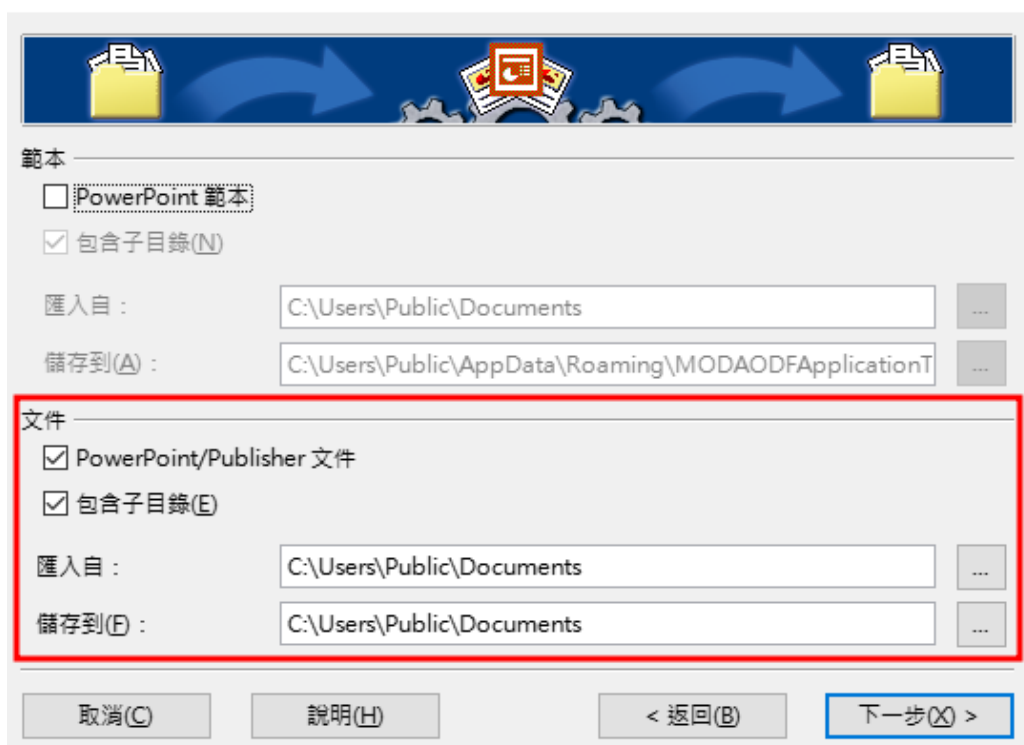 範本
PowerPoint 範本
包含子目錄(N)
匯入自：
C:\Users\Public\Documents
...
儲存到(A)：
C:\Users\Public\AppData\Roaming\MODAODFApplicationT
...
文件
PowerPoint/Publisher 文件
包含子目錄(E)
匯入自：
C:\Users\Public\Documents
...
儲存到(F)：
C:\Users\Public\Documents
...
取消(C)
說明(H)
< 返回(B)
下一步(X) >